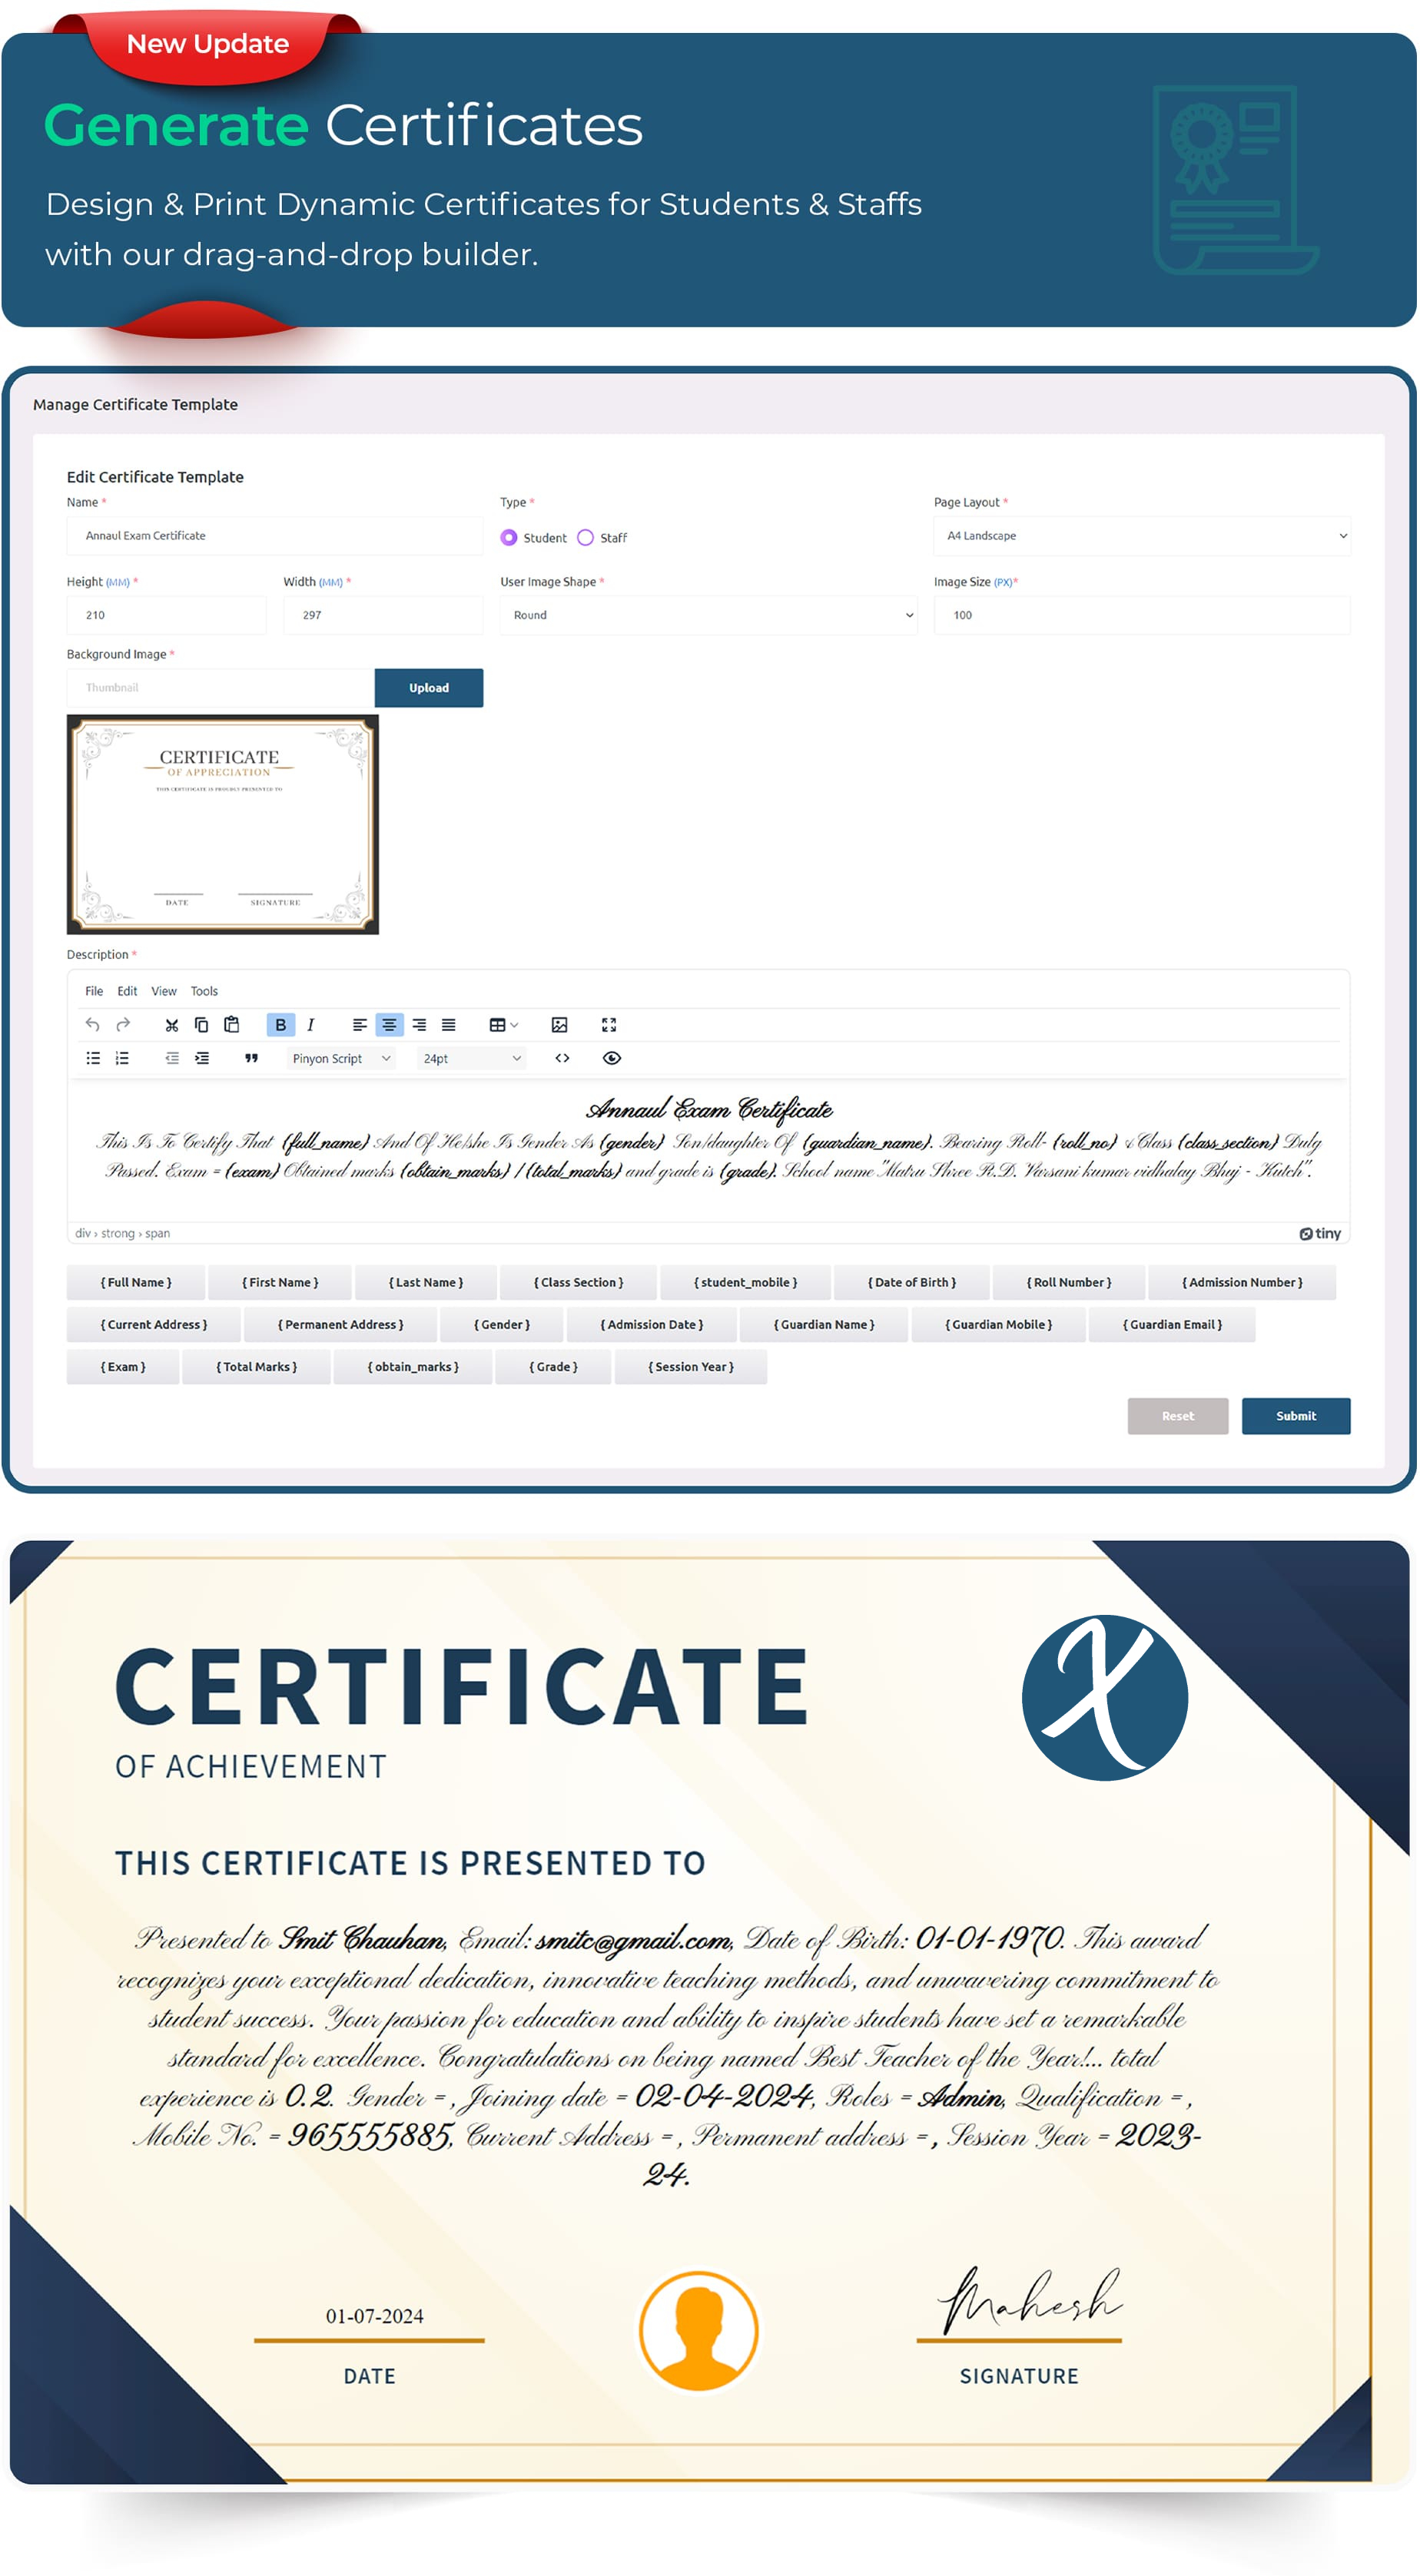 New Update
Generate Certificates
Design & Print Dynamic Certificates for Students & Staffs
with our drag-and-drop builder.
Manage Certificate Template
Edit Certificate Template
Name * Type * Page Layout *
Annaul Exam Certificate Student Staff A4 Landscape
Height (MM) * Width (MM) * User Image Shape * Image Size (PX)*
210 297 Round 100
Background Image *
Thumbnail Upload
CERTIFICATE
OF APPRECIATION
THIS CERTIFICATE IS PROUDLY PRESENTED TO
DATE SIGNATURE
Description *
File Edit View Tools
B I
Pinyon Script 24pt
Annaul Exam Certificate
This Is To Certify That {full_name} And Of He/she Is Gender As {gender} Son/daughter Of {guardian_name}. Bearing Roll- {roll_no} & Class {class_section} Dulg
Passed. Exam = {exam} Obtained marks {obtain_marks} / {total_marks} and grade is {grade}. School name "Matru Shree R.D. Varsani kumar vidhalay Bhuj - Kutch".
div › strong › span tiny
{ Full Name } { First Name } { Last Name } { Class Section } { student_mobile } { Date of Birth } { Roll Number } { Admission Number }
{ Current Address } { Permanent Address } { Gender } { Admission Date } { Guardian Name } { Guardian Mobile } { Guardian Email }
{ Exam } { Total Marks } { obtain_marks } { Grade } { Session Year }
Reset Submit
CERTIFICATE
X
OF ACHIEVEMENT
THIS CERTIFICATE IS PRESENTED TO
Presented to Smit Chauhan, Email: smitc@gmail.com, Date of Birth: 01-01-1970. This award
recognizes your exceptional dedication, innovative teaching methods, and unwavering commitment to
student success. Your passion for education and ability to inspire students have set a remarkable
standard for excellence. Congratulations on being named Best Teacher of the Year!... total
experience is 0.2. Gender = , Joining date = 02-04-2024, Roles = Admin, Qualification = ,
Mobile No. = 965555885, Current Address = , Permanent address = , Session Year = 2023-
24.
Mahesh
01-07-2024
DATE SIGNATURE